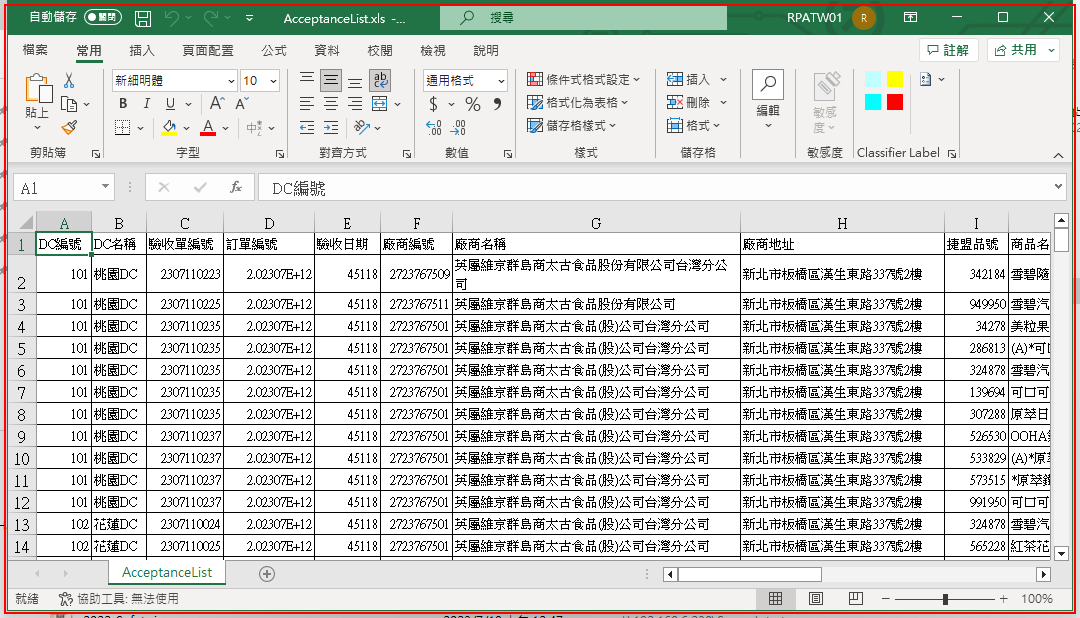 自動儲存 關閉 AcceptanceList.xls -... 搜尋 RPATW01 R
檔案 常用 插入 頁面配置 公式 資料 校閱 檢視 說明 註解 共用
新細明體 10 ab 通用格式 條件式格式設定 插入
貼上 B I U A A $ % 格式化為表格 刪除 編輯 敏感度
A 中 儲存格樣式 格式
剪貼簿 字型 對齊方式 數值 樣式 儲存格 敏感度 Classifier Label
A1 fx DC編號
A B C D E F G H I
1 DC編號 DC名稱 驗收單編號 訂單編號 驗收日期 廠商編號 廠商名稱 廠商地址 捷盟品號 商品名
2 101 桃園DC 2307110223 2.02307E+12 45118 2723767509 英屬維京群島商太古食品股份有限公司台灣分公司 新北市板橋區漢生東路337號2樓 342184 雪碧隨
3 101 桃園DC 2307110225 2.02307E+12 45118 2723767511 英屬維京群島商太古食品股份有限公司 新北市板橋區漢生東路337號2樓 949950 雪碧汽
4 101 桃園DC 2307110235 2.02307E+12 45118 2723767501 英屬維京群島商太古食品(股)公司台灣分公司 新北市板橋區漢生東路337號2樓 34278 美粒果
5 101 桃園DC 2307110235 2.02307E+12 45118 2723767501 英屬維京群島商太古食品(股)公司台灣分公司 新北市板橋區漢生東路337號2樓 286813 (A)*可
6 101 桃園DC 2307110235 2.02307E+12 45118 2723767501 英屬維京群島商太古食品(股)公司台灣分公司 新北市板橋區漢生東路337號2樓 324878 雪碧汽
7 101 桃園DC 2307110235 2.02307E+12 45118 2723767501 英屬維京群島商太古食品(股)公司台灣分公司 新北市板橋區漢生東路337號2樓 139694 可口可
8 101 桃園DC 2307110235 2.02307E+12 45118 2723767501 英屬維京群島商太古食品(股)公司台灣分公司 新北市板橋區漢生東路337號2樓 307288 原萃日
9 101 桃園DC 2307110237 2.02307E+12 45118 2723767501 英屬維京群島商太古食品(股)公司台灣分公司 新北市板橋區漢生東路337號2樓 526530 OOHA
10 101 桃園DC 2307110237 2.02307E+12 45118 2723767501 英屬維京群島商太古食品(股)公司台灣分公司 新北市板橋區漢生東路337號2樓 533829 (A)*原萃
11 101 桃園DC 2307110237 2.02307E+12 45118 2723767501 英屬維京群島商太古食品(股)公司台灣分公司 新北市板橋區漢生東路337號2樓 573515 *原萃
12 101 桃園DC 2307110237 2.02307E+12 45118 2723767501 英屬維京群島商太古食品(股)公司台灣分公司 新北市板橋區漢生東路337號2樓 991950 可口可
13 102 花蓮DC 2307110024 2.02307E+12 45118 2723767501 英屬維京群島商太古食品(股)公司台灣分公司 新北市板橋區漢生東路337號2樓 324878 雪碧汽
14 102 花蓮DC 2307110025 2.02307E+12 45118 2723767501 英屬維京群島商太古食品(股)公司台灣分公司 新北市板橋區漢生東路337號2樓 565228 紅茶花
AcceptanceList
就緒 協助工具: 無法使用 100%